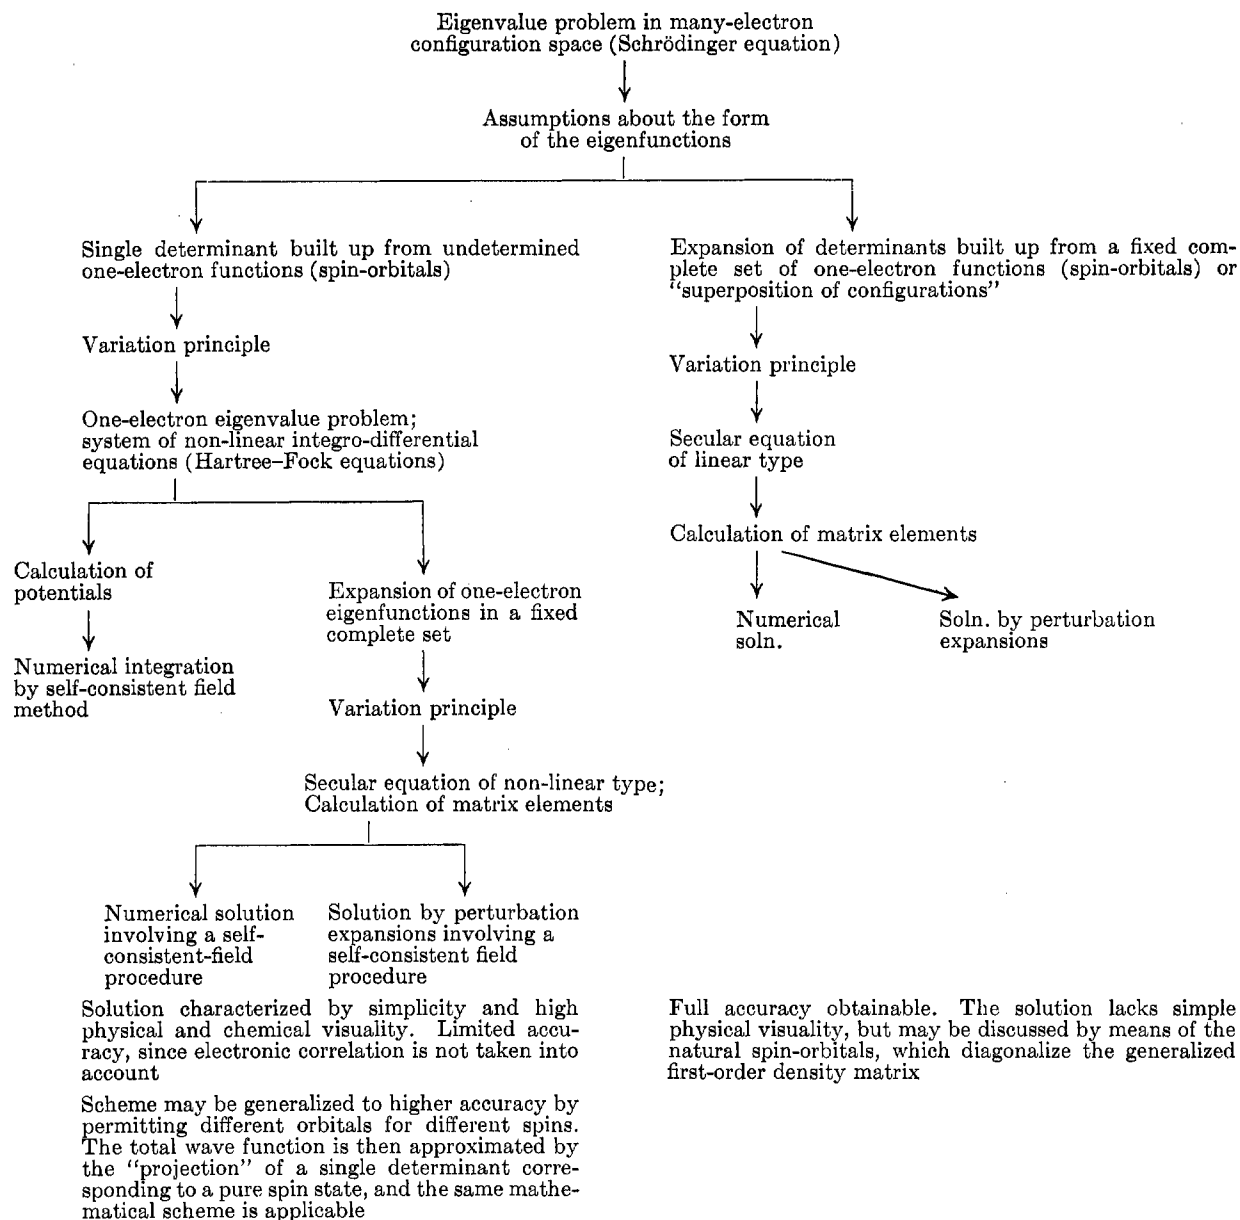 Eigenvalue problem in many-electron
configuration space (Schrödinger equation)
Assumptions about the form
of the eigenfunctions
Single determinant built up from undetermined
one-electron functions (spin-orbitals)
Expansion of determinants built up from a fixed com-
plete set of one-electron functions (spin-orbitals) or
“superposition of configurations”
Variation principle
Variation principle
One-electron eigenvalue problem;
system of non-linear integro-differential
equations (Hartree–Fock equations)
Secular equation
of linear type
Calculation of matrix elements
Calculation of
potentials
Expansion of one-electron
eigenfunctions in a fixed
complete set
Numerical
soln.
Soln. by perturbation
expansions
Numerical integration
by self-consistent field
method
Variation principle
Secular equation of non-linear type;
Calculation of matrix elements
Numerical solution
involving a self-
consistent-field
procedure
Solution by perturbation
expansions involving a
self-consistent field
procedure
Solution characterized by simplicity and high
physical and chemical visuality. Limited accu-
racy, since electronic correlation is not taken into
account
Full accuracy obtainable. The solution lacks simple
physical visuality, but may be discussed by means of the
natural spin-orbitals, which diagonalize the generalized
first-order density matrix
Scheme may be generalized to higher accuracy by
permitting different orbitals for different spins.
The total wave function is then approximated by
the “projection” of a single determinant corre-
sponding to a pure spin state, and the same mathe-
matical scheme is applicable